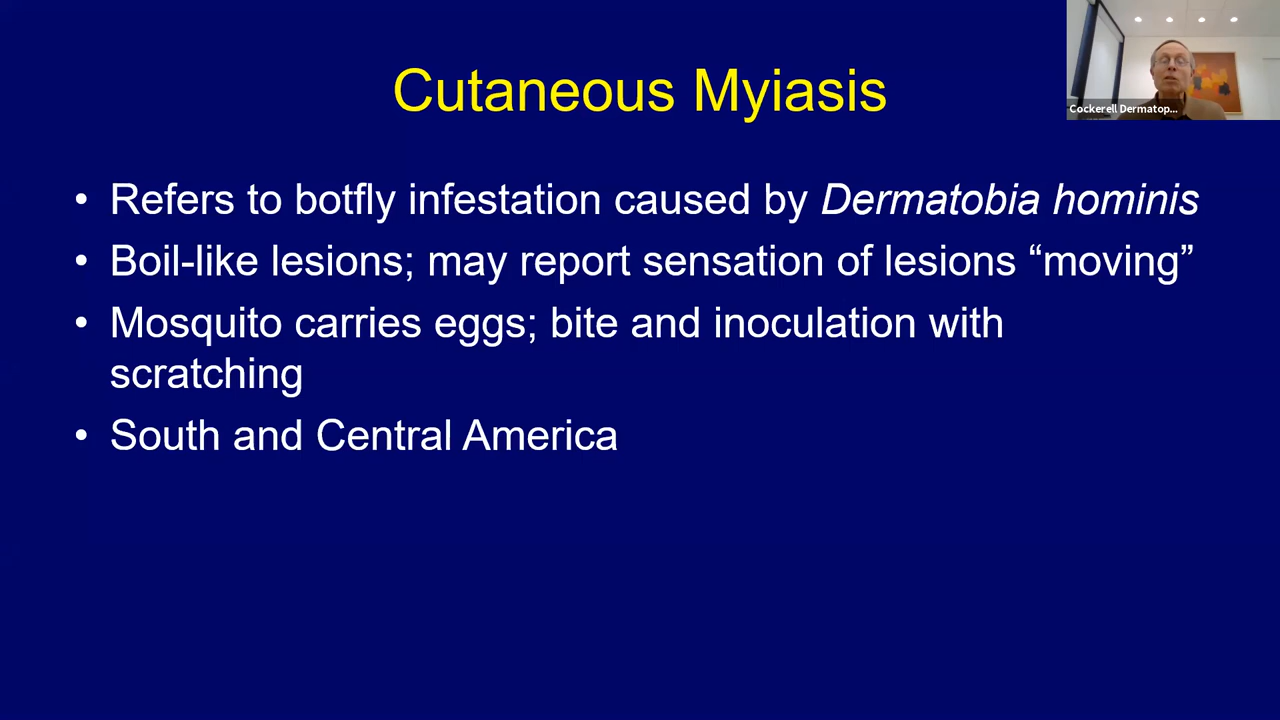 Cutaneous Myiasis
Cockerell Dermatop...
• Refers to botfly infestation caused by Dermatobia hominis
• Boil-like lesions; may report sensation of lesions “moving”
• Mosquito carries eggs; bite and inoculation with
scratching
• South and Central America